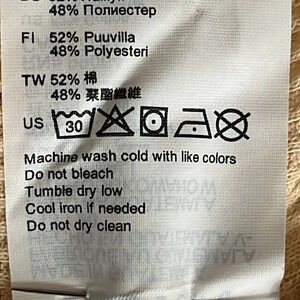 48% Полиестер
FI 52% Puuvilla
48% Polyesteri
TW 52% 棉
48% 聚酯纖維
US 30
Machine wash cold with like colors
Do not bleach
Tumble dry low
Cool iron if needed
Do not dry clean